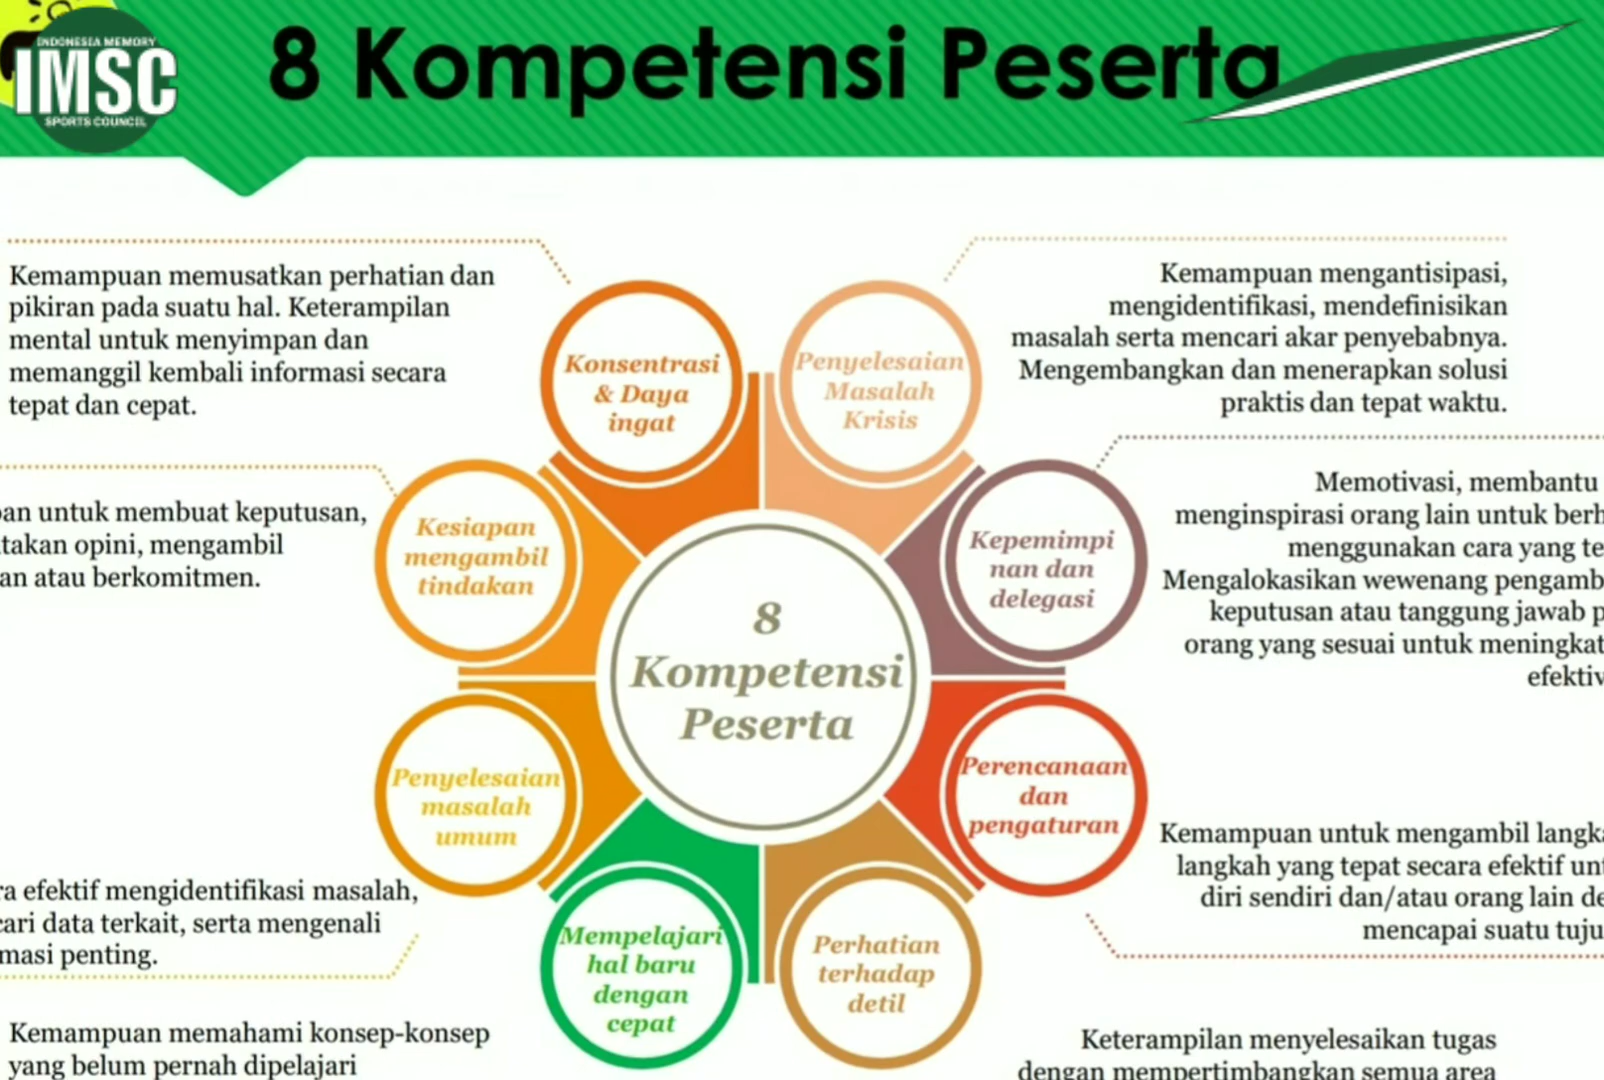 INDONESIA MEMORY
IMSC
SPORTS COUNCIL
8 Kompetensi Peserta
Kemampuan memusatkan perhatian dan
pikiran pada suatu hal. Keterampilan
mental untuk menyimpan dan
memanggil kembali informasi secara
tepat dan cepat.
Konsentrasi
& Daya
ingat
Penyelesaian
Masalah
Krisis
Kemampuan mengantisipasi,
mengidentifikasi, mendefinisikan
masalah serta mencari akar penyebabnya.
Mengembangkan dan menerapkan solusi
praktis dan tepat waktu.
untuk membuat keputusan,
opini, mengambil
atau berkomitmen.
Kesiapan
mengambil
tindakan
Kepemimpi
nan dan
delegasi
Memotivasi, membantu
menginspirasi orang lain untuk
menggunakan cara yang
Mengalokasikan wewenang
keputusan atau tanggung jawab
orang yang sesuai untuk
8
Kompetensi
Peserta
Penyelesaian
masalah
umum
Perencanaan
dan
pengaturan
efektif mengidentifikasi masalah,
data terkait, serta mengenali
penting.
Kemampuan untuk mengambil
langkah yang tepat secara efektif
diri sendiri dan/atau orang lain
mencapai suatu
Mempelajari
hal baru
dengan
cepat
Perhatian
terhadap
detil
Kemampuan memahami konsep-konsep
yang belum pernah dipelajari
Keterampilan menyelesaikan tugas
dengan mempertimbangkan semua area